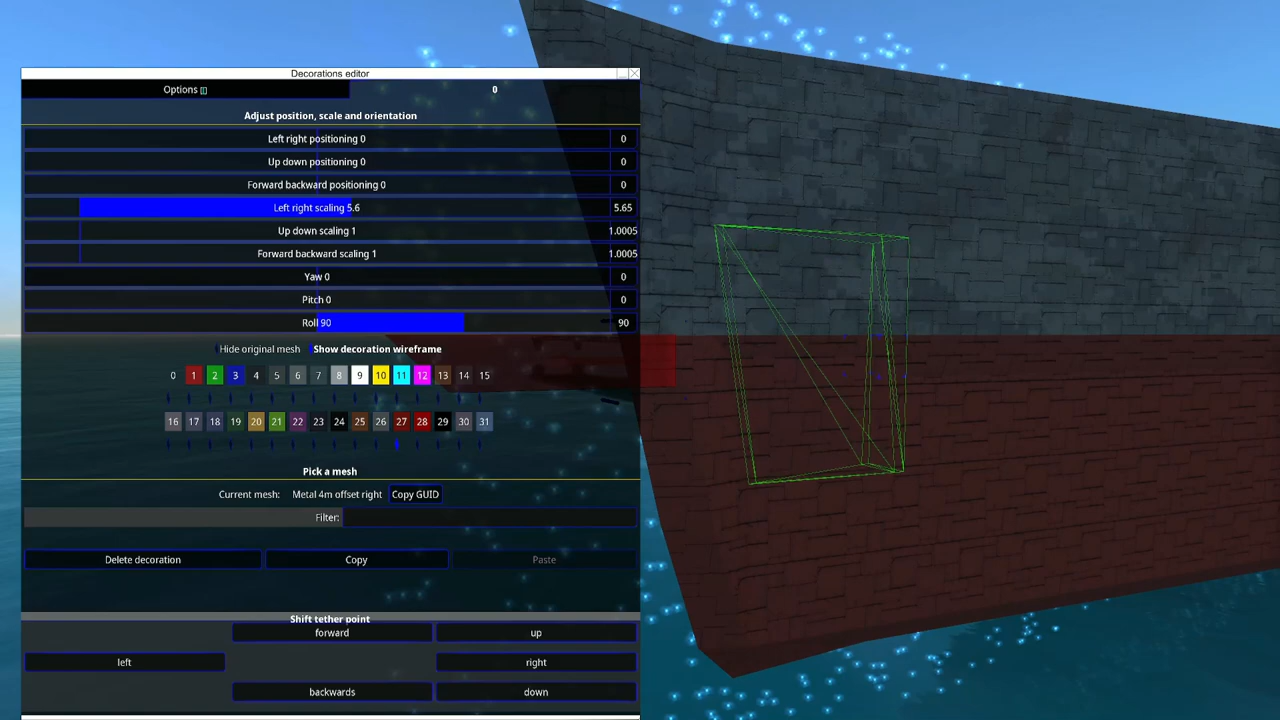 Decorations editor
Options 0
Adjust position, scale and orientation
Left right positioning 0 0
Up down positioning 0 0
Forward backward positioning 0 0
Left right scaling 5.6 5.65
Up down scaling 1 1.0005
Forward backward scaling 1 1.0005
Yaw 0 0
Pitch 0 0
Roll 90 90
Hide original mesh Show decoration wireframe
0 1 2 3 4 5 6 7 8 9 10 11 12 13 14 15
16 17 18 19 20 21 22 23 24 25 26 27 28 29 30 31
Pick a mesh
Current mesh: Metal 4m offset right Copy GUID
Filter:
Delete decoration Copy Paste
Shift tether point
forward up
left right
backwards down